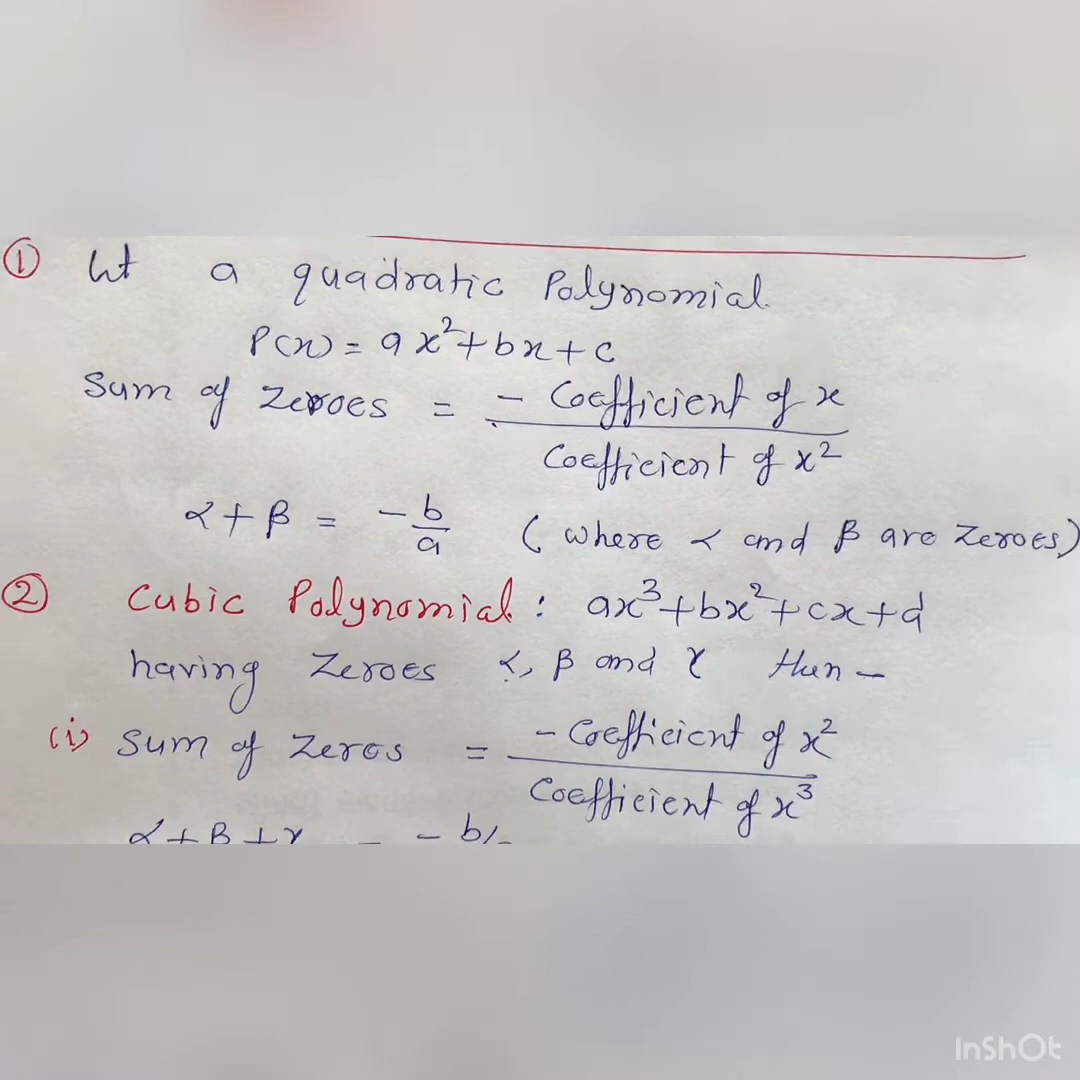 ① Let a quadratic Polynomial
P(x) = ax²+bx+c
Sum of zeroes = - Coefficient of x / Coefficient of x²
α+β = -b/a (where α and β are zeroes)
② Cubic Polynomial : ax³+bx²+cx+d
having zeroes α, β and γ then -
(i) Sum of zeros = - Coefficient of x² / Coefficient of x³
α+β+γ = -b/
InShOt